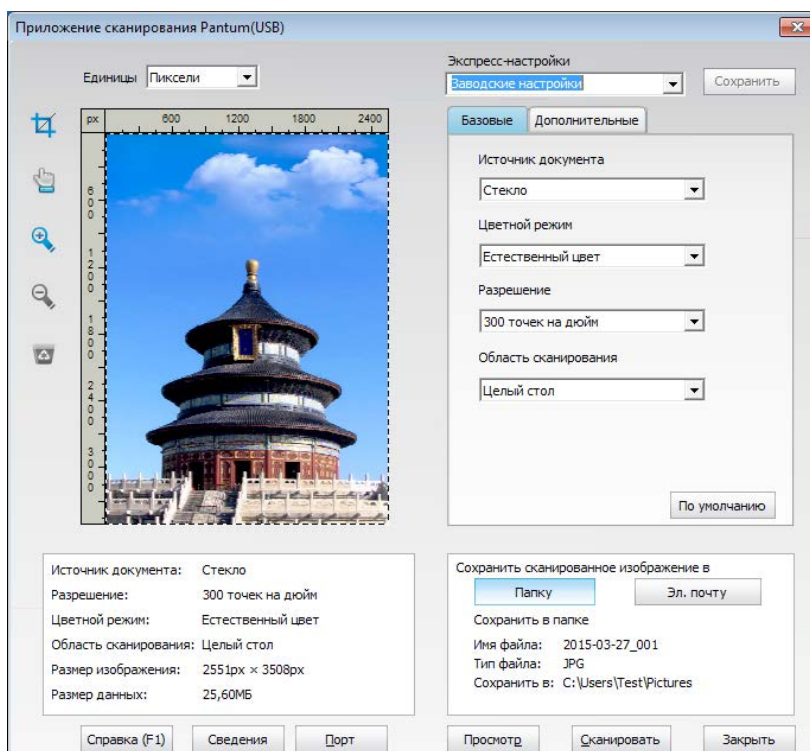 Приложение сканирования Pantum(USB)
Единицы Пиксели
px 600 1200 1800 2400
600
1200
1800
2400
3000
Экспресс-настройки
Заводские настройки Сохранить
Базовые Дополнительные
Источник документа
Стекло
Цветной режим
Естественный цвет
Разрешение
300 точек на дюйм
Область сканирования
Целый стол
По умолчанию
Источник документа: Стекло
Разрешение: 300 точек на дюйм
Цветной режим: Естественный цвет
Область сканирования: Целый стол
Размер изображения: 2551px × 3508px
Размер данных: 25,60МБ
Сохранить сканированное изображение в
Папку Эл. почту
Сохранить в папке
Имя файла: 2015-03-27_001
Тип файла: JPG
Сохранить в: C:\Users\Test\Pictures
Справка (F1) Сведения Порт Просмотр Сканировать Закрыть